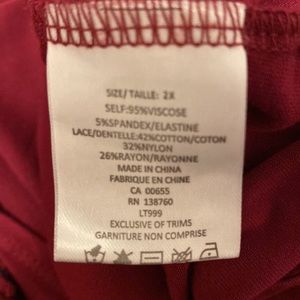 SIZE/TAILLE: 2X
SELF:95%VISCOSE
5%SPANDEX/ELASTINE
LACE/DENTELLE:42%COTTON/COTON
32%NYLON
26%RAYON/RAYONNE
MADE IN CHINA
FABRIQUE EN CHINE
CA 00655
RN 138760
LT999
EXCLUSIVE OF TRIMS
GARNITURE NON COMPRISE